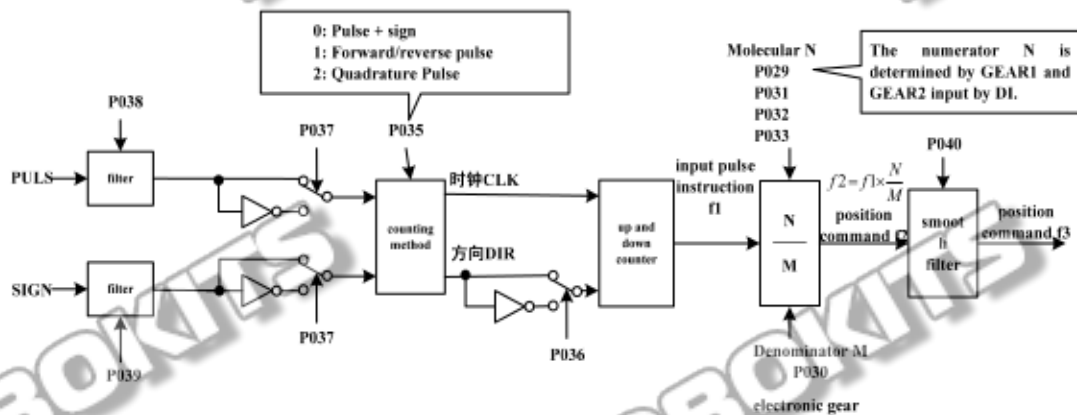 0: Pulse + sign
1: Forward/reverse pulse
2: Quadrature Pulse
Molecular N
P029
P031
P032
P033
The numerator N is
determined by GEAR1 and
GEAR2 input by DI.
P038
P037
P035
P040
PULS
filter
时钟CLK
input pulse
instruction
f1
f2=f1×N/M
counting
method
up and
down
counter
N
M
position
command f2
smoot
h
filter
position
command f3
方向DIR
SIGN
filter
P039
P037
P036
Denominator M
P030
electronic gear
BOKITS
BOKITS